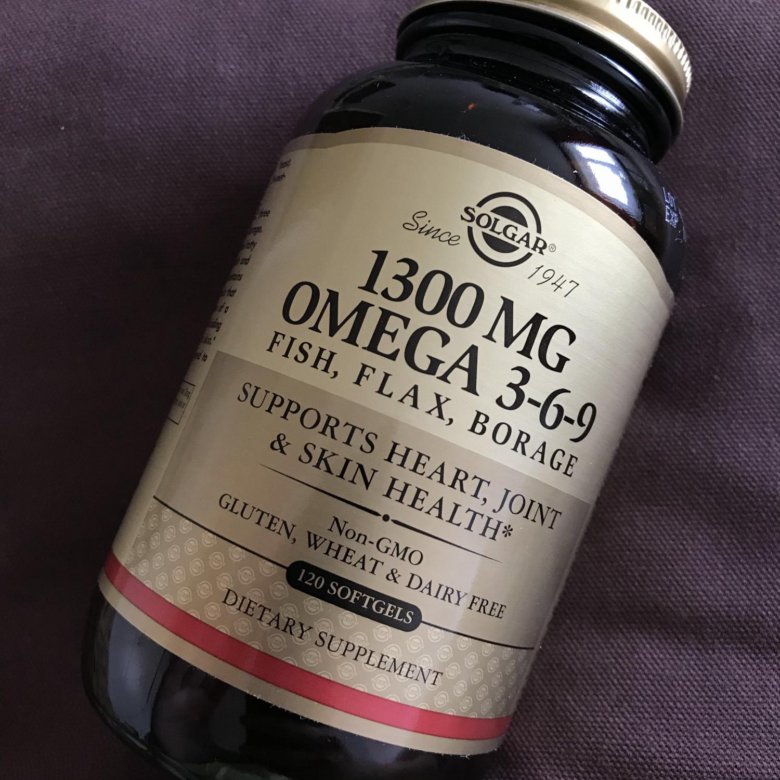 Since SOLGAR® 1947
1300 MG
OMEGA 3-6-9
FISH, FLAX, BORAGE
SUPPORTS HEART, JOINT
& SKIN HEALTH*
Non-GMO
GLUTEN, WHEAT & DAIRY FREE
120 SOFTGELS
DIETARY SUPPLEMENT